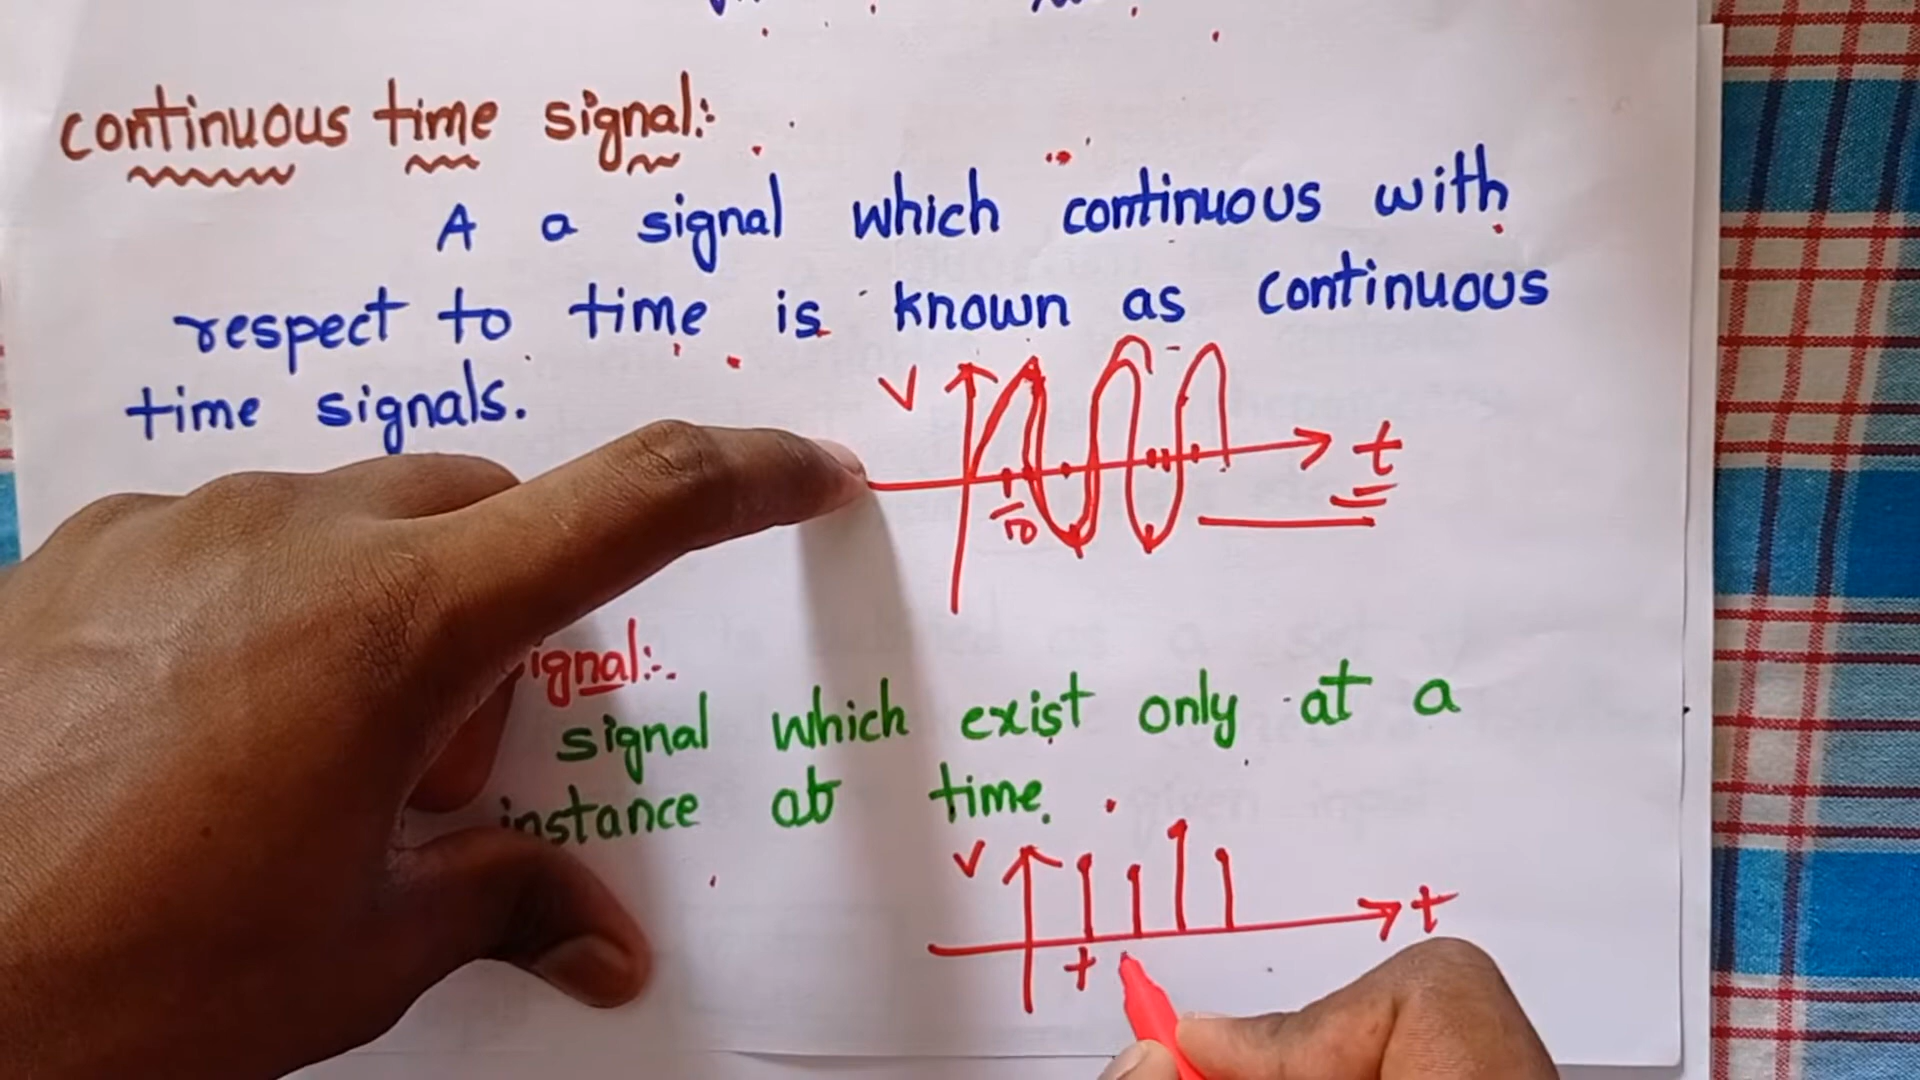 continuous time signal:-
A a signal which continuous with
respect to time is known as continuous
time signals.
V
t
10
ignal:-
signal which exist only at a
instance at time.
V
t
t